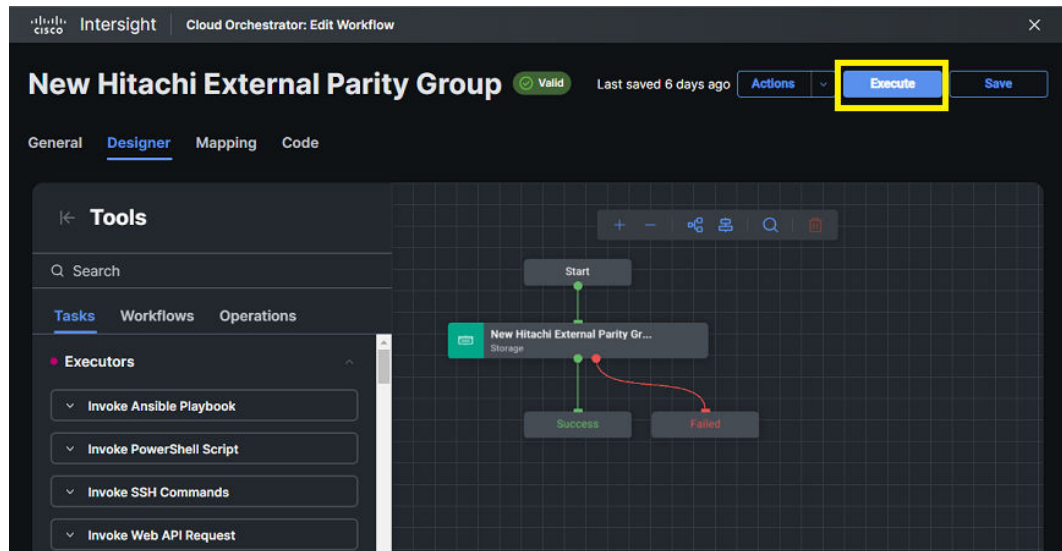 cisco Intersight Cloud Orchestrator: Edit Workflow
New Hitachi External Parity Group Valid Last saved 6 days ago Actions Execute Save
General Designer Mapping Code
Tools
Search
Tasks Workflows Operations
Executors
Invoke Ansible Playbook
Invoke PowerShell Script
Invoke SSH Commands
Invoke Web API Request
Start
New Hitachi External Parity Gr...
Storage
Success Failed